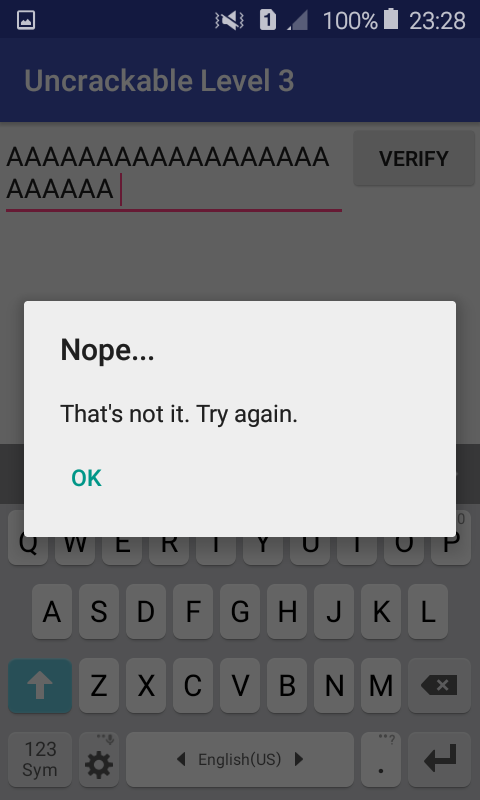 1 100% 23:28
Uncrackable Level 3
AAAAAAAAAAAAAAAAAA
AAAAAA
VERIFY
Nope...
That's not it. Try again.
OK
Q W E R T Y U I O P
A S D F G H J K L
Z X C V B N M
123
Sym
English(US)
.